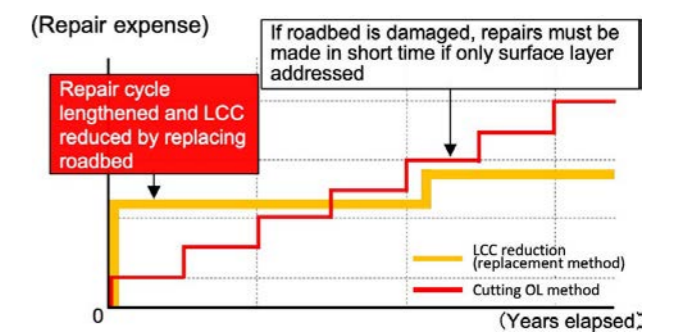 (Repair expense)
If roadbed is damaged, repairs must be
made in short time if only surface layer
addressed
Repair cycle
lengthened and LCC
reduced by replacing
roadbed
LCC reduction
(replacement method)
Cutting OL method
0
(Years elapsed)